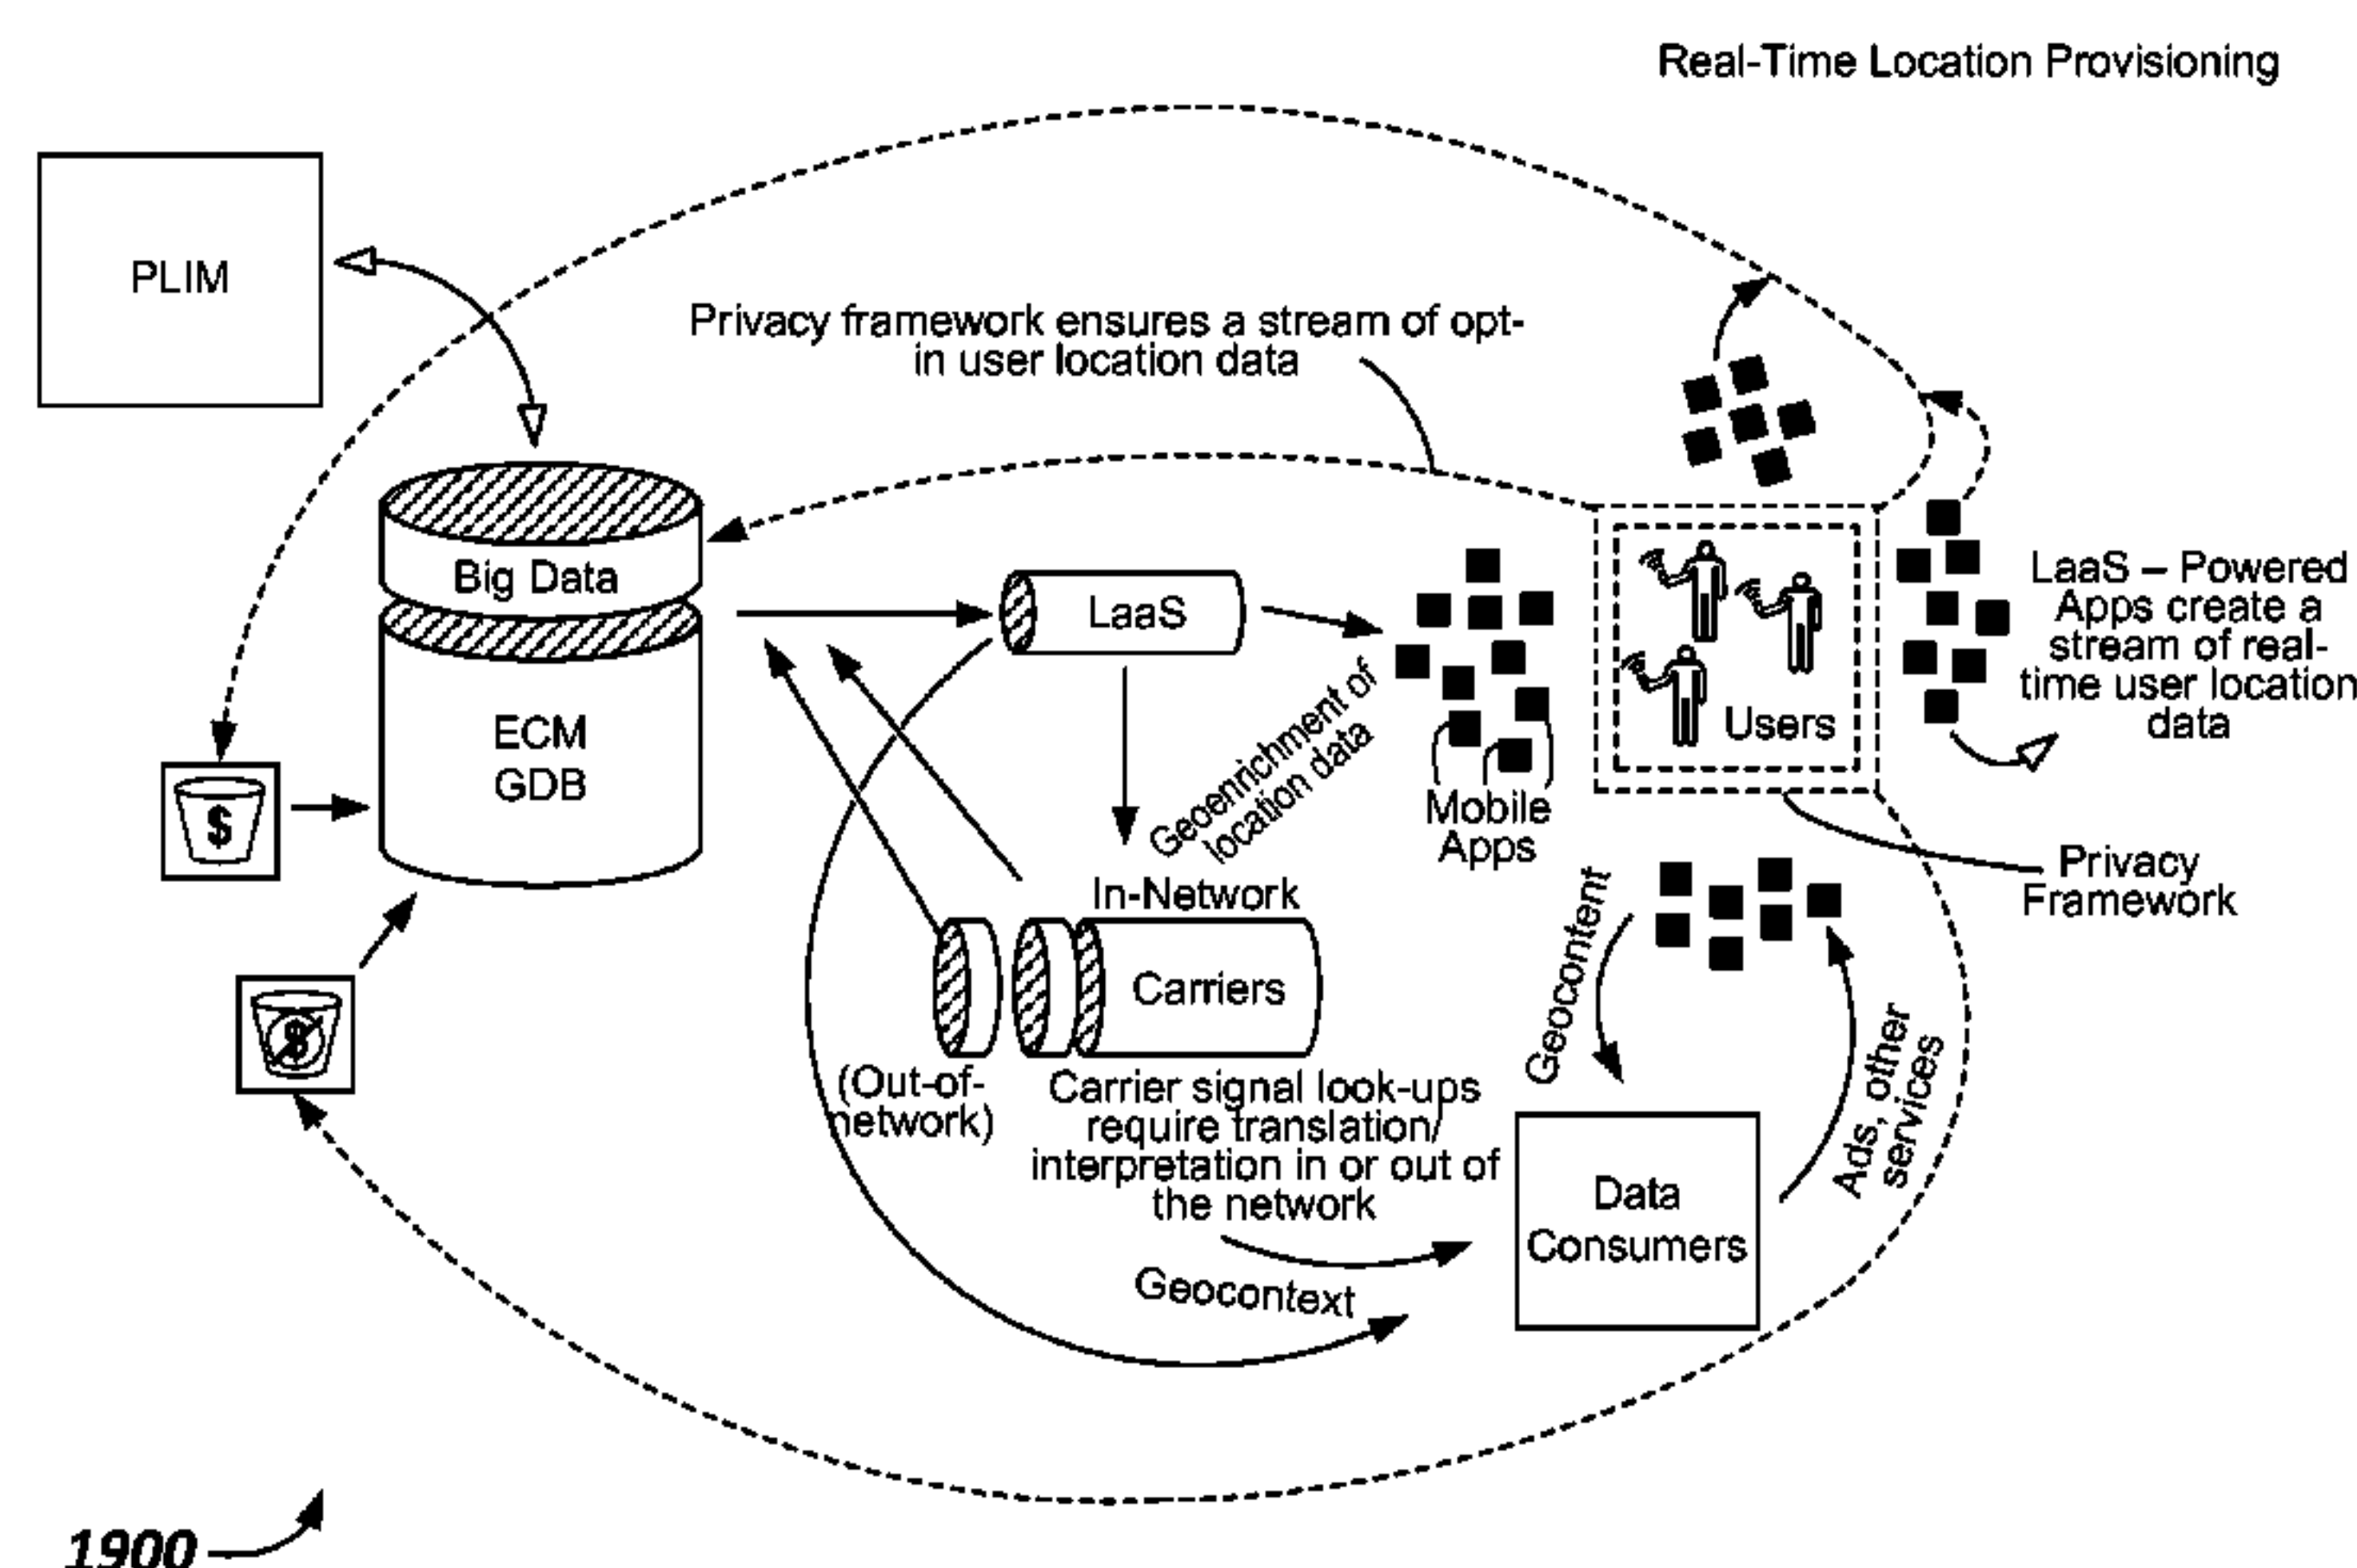 Real-Time Location Provisioning
PLIM
Privacy framework ensures a stream of opt-
in user location data
Big Data
ECM
GDB
LaaS
Geoenrichment of
location data
Mobile
Apps
Users
LaaS – Powered
Apps create a
stream of real-
time user location
data
Privacy
Framework
$
$
In-Network
Carriers
(Out-of-
network)
Carrier signal look-ups
require translation/
interpretation in or out of
the network
Geocontext
Geocontent
Data
Consumers
Ads, other
services
1900